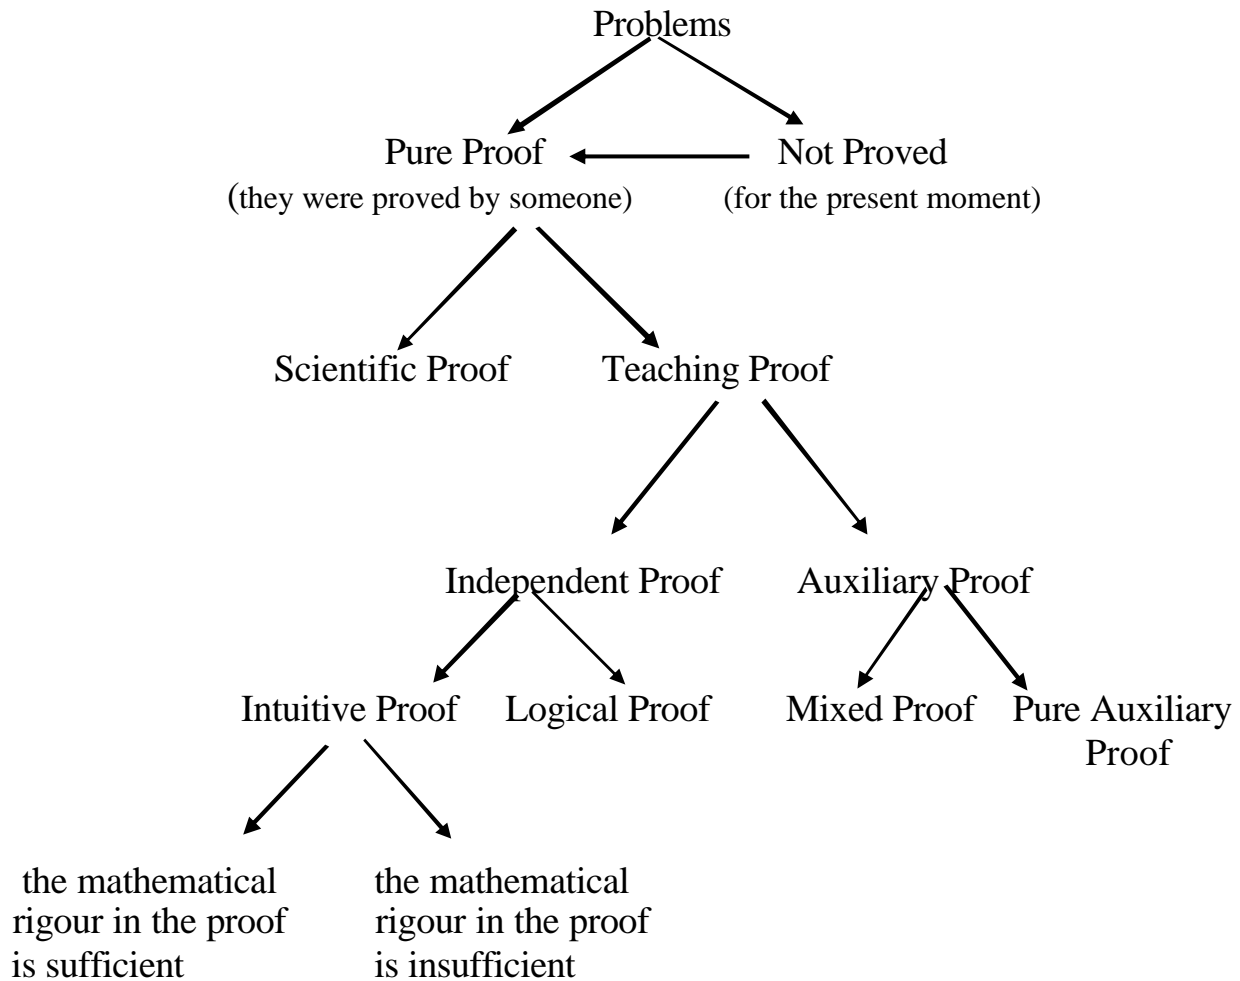 Problems
Pure Proof
Not Proved
(they were proved by someone)
(for the present moment)
Scientific Proof
Teaching Proof
Independent Proof
Auxiliary Proof
Intuitive Proof
Logical Proof
Mixed Proof
Pure Auxiliary
Proof
the mathematical
rigour in the proof
is sufficient
the mathematical
rigour in the proof
is insufficient